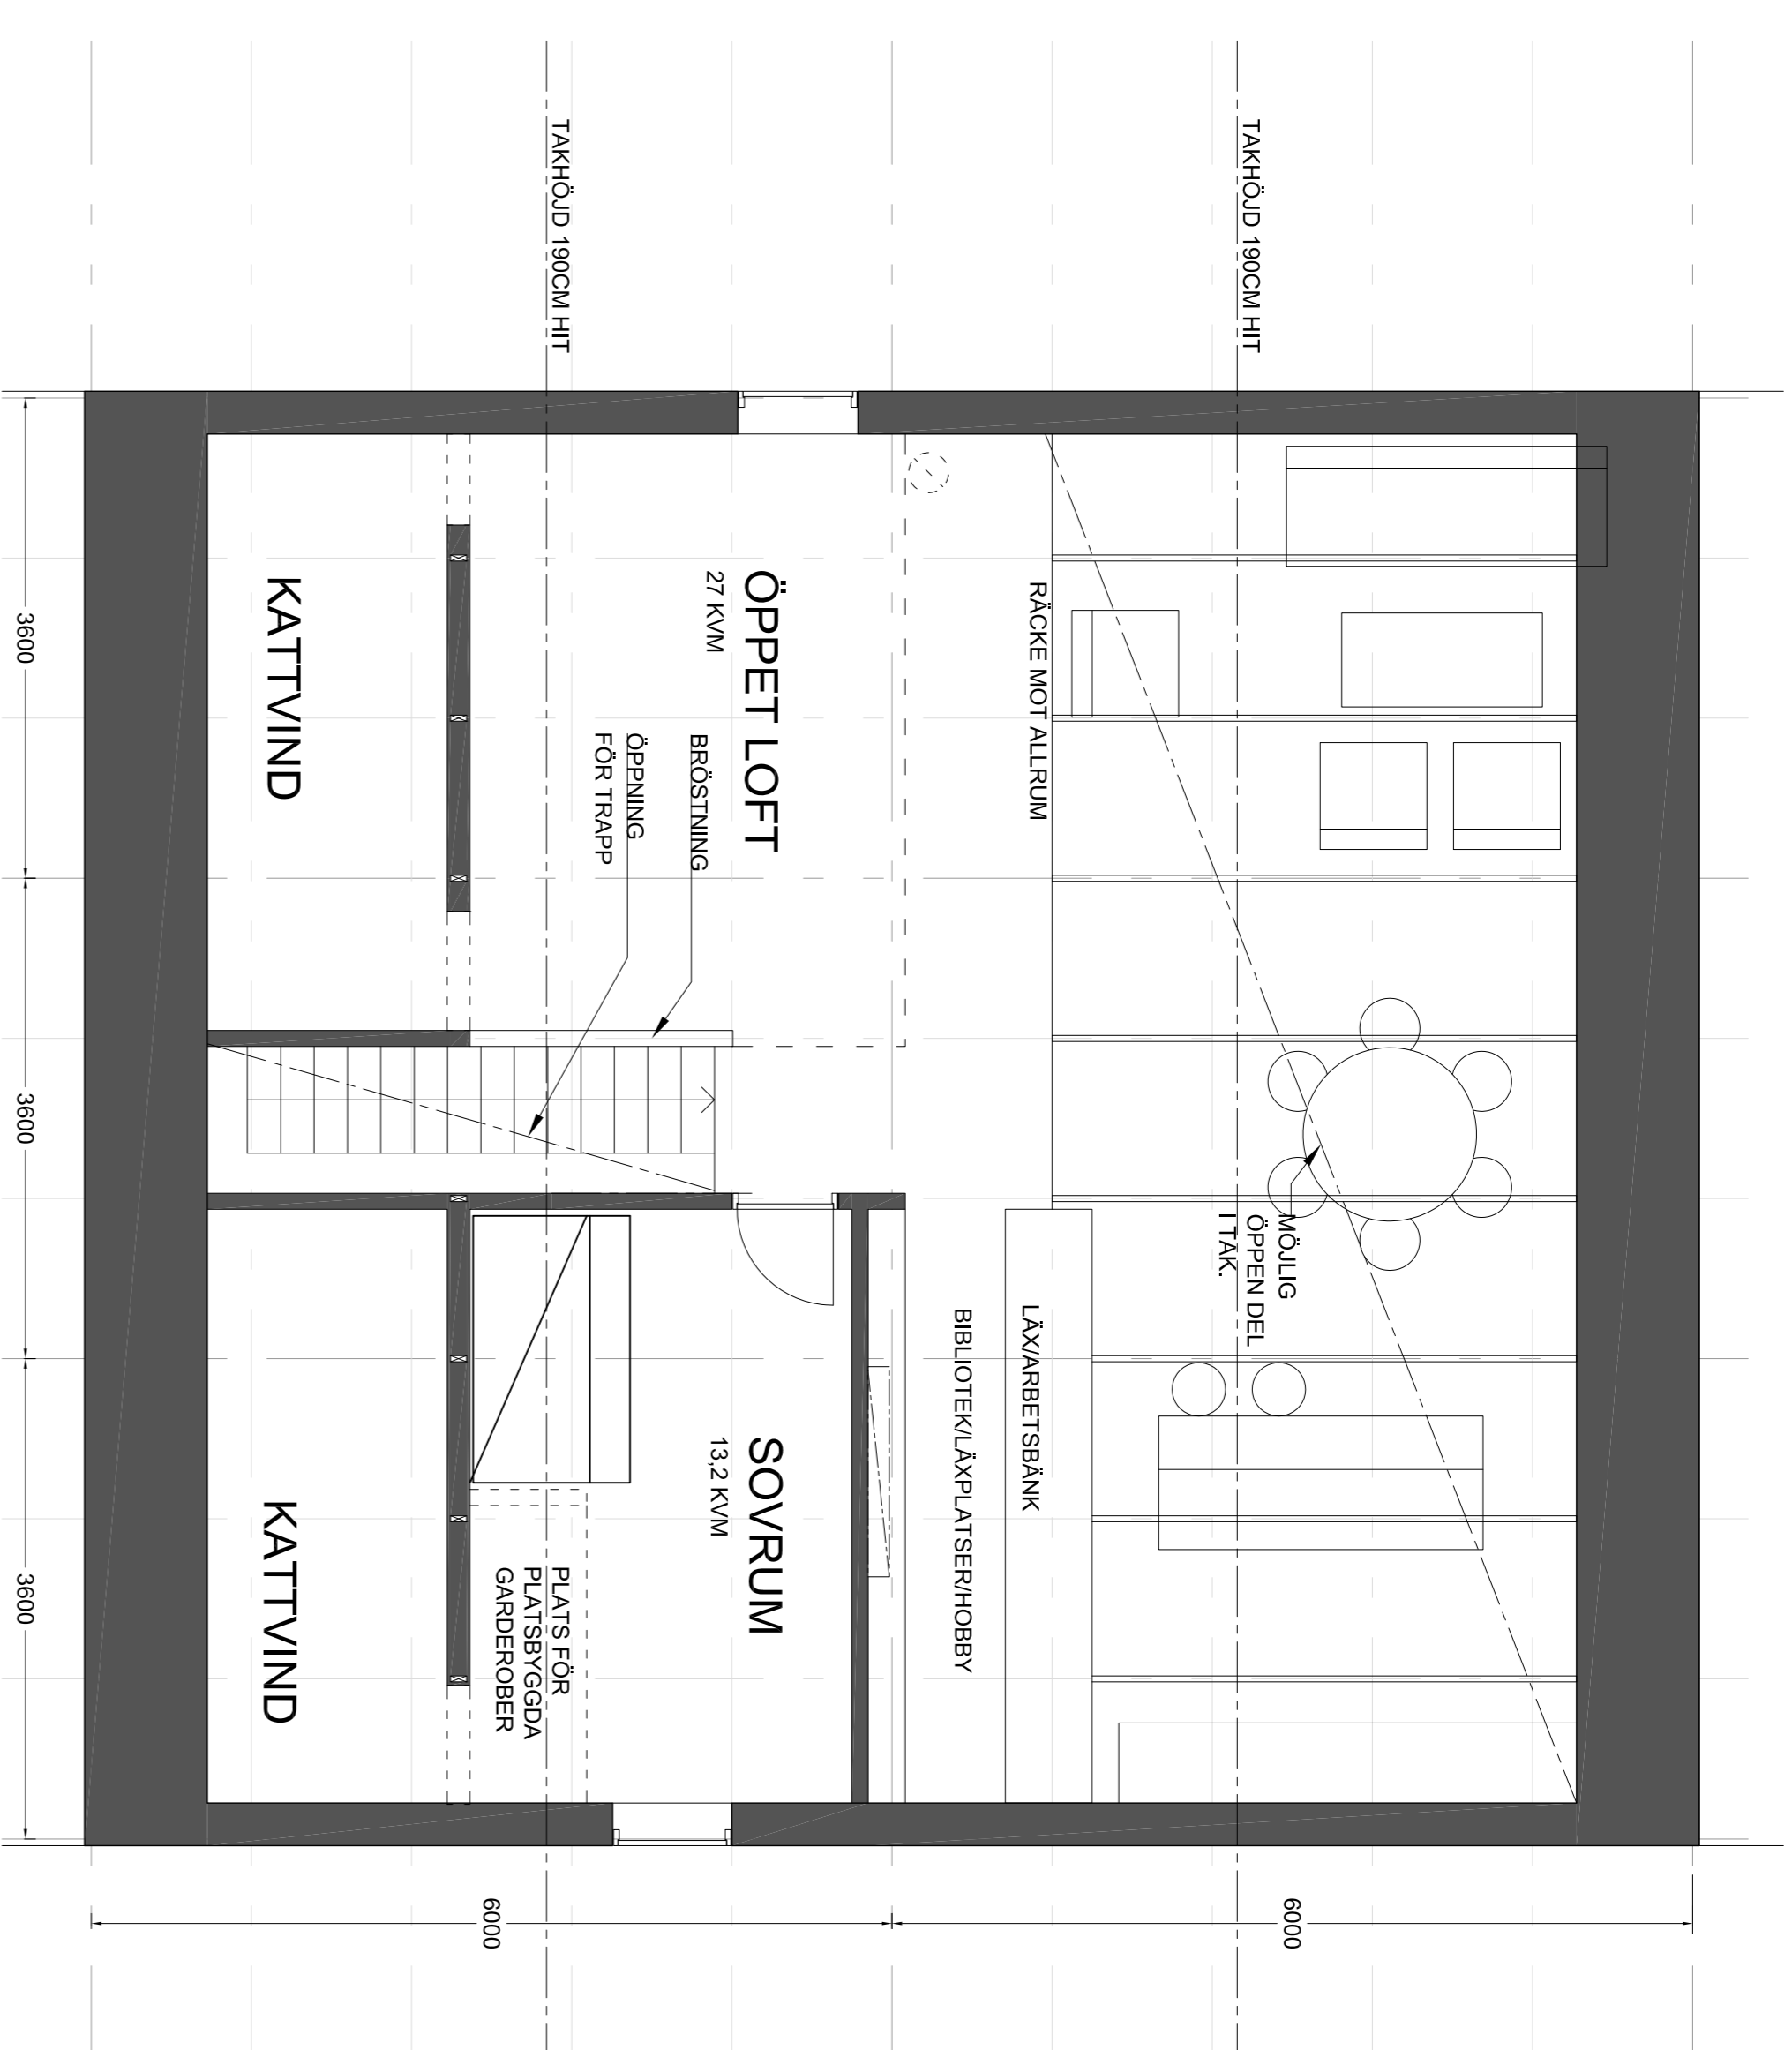 TAKHÖJD 190CM HIT
TAKHÖJD 190CM HIT
RÄCKE MOT ALLRUM
ÖPPET LOFT
27 KVM
BRÖSTNING
ÖPPNING
FÖR TRAPP
KATTVIND
MÖJLIG
ÖPPEN DEL
I TAK.
LÄX/ARBETSBÄNK
BIBLIOTEK/LÄXPLATSER/HOBBY
SOVRUM
13,2 KVM
PLATS FÖR
PLATSBYGGDA
GARDEROBER
KATTVIND
3600
3600
3600
6000
6000